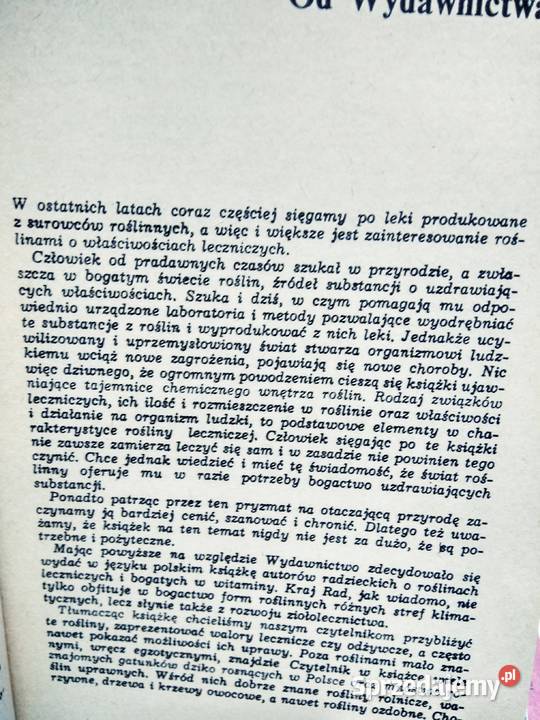 Od Wydawnictwa
W ostatnich latach coraz częściej sięgamy po leki produkowane
z surowców roślinnych, a więc i większe jest zainteresowanie roś-
linami o właściwościach leczniczych.
Człowiek od pradawnych czasów szukał w przyrodzie, a zwła-
szcza w bogatym świecie roślin, źródeł substancji o uzdrawiają-
cych właściwościach. Szuka i dziś, w czym pomagają mu odpo-
wiednio urządzone laboratoria i metody pozwalające wyodrębniać
te substancje z roślin i wyprodukować z nich leki. Jednakże ucy-
wilizowany i uprzemysłowiony świat stwarza organizmowi ludz-
kiemu wciąż nowe zagrożenia, pojawiają się nowe choroby. Nic
więc dziwnego, że ogromnym powodzeniem cieszą się książki ujaw-
niające tajemnice chemicznego wnętrza roślin. Rodzaj związków
leczniczych, ich ilość i rozmieszczenie w roślinie oraz właściwości
i działanie na organizm ludzki, to podstawowe elementy w cha-
rakterystyce rośliny leczniczej. Człowiek sięgając po te książki
nie zawsze zamierza leczyć się sam i w zasadzie nie powinien tego
czynić. Chce jednak wiedzieć i mieć tę świadomość, że świat roś-
linny oferuje mu w razie potrzeby bogactwo uzdrawiających
substancji.
Ponadto patrząc przez ten pryzmat na otaczającą przyrodę za-
czynamy ją bardziej cenić, szanować i chronić. Dlatego też uwa-
żamy, że książek na ten temat nigdy nie jest za dużo, że są po-
trzebne i pożyteczne.
Mając powyższe na względzie Wydawnictwo zdecydowało się
wydać w języku polskim książkę autorów radzieckich o roślinach
leczniczych i bogatych w witaminy. Kraj Rad, jak wiadomo, nie
tylko obfituje w bogactwo form roślinnych różnych stref klima-
tycznych, lecz słynie także z rozwoju ziołolecznictwa.
Tłumacząc książkę chcieliśmy naszym czytelnikom przybliżyć
te rośliny, zaprezentować walory lecznicze czy odżywcze, a często
nawet pokazać możliwości ich uprawy. Poza roślinami mało zna-
nymi, wręcz egzotycznymi, znajdzie Czytelnik w książce wiele
znajomych gatunków dziko rosnących w Polsce oraz wiele roś-
lin uprawnych. Wśród nich dobrze znane rośliny rolnicze, wa-
rzywne, drzewa i krzewy owocowe, a nawet rośliny ozdobne. Chc
Sprzedajemy.pl